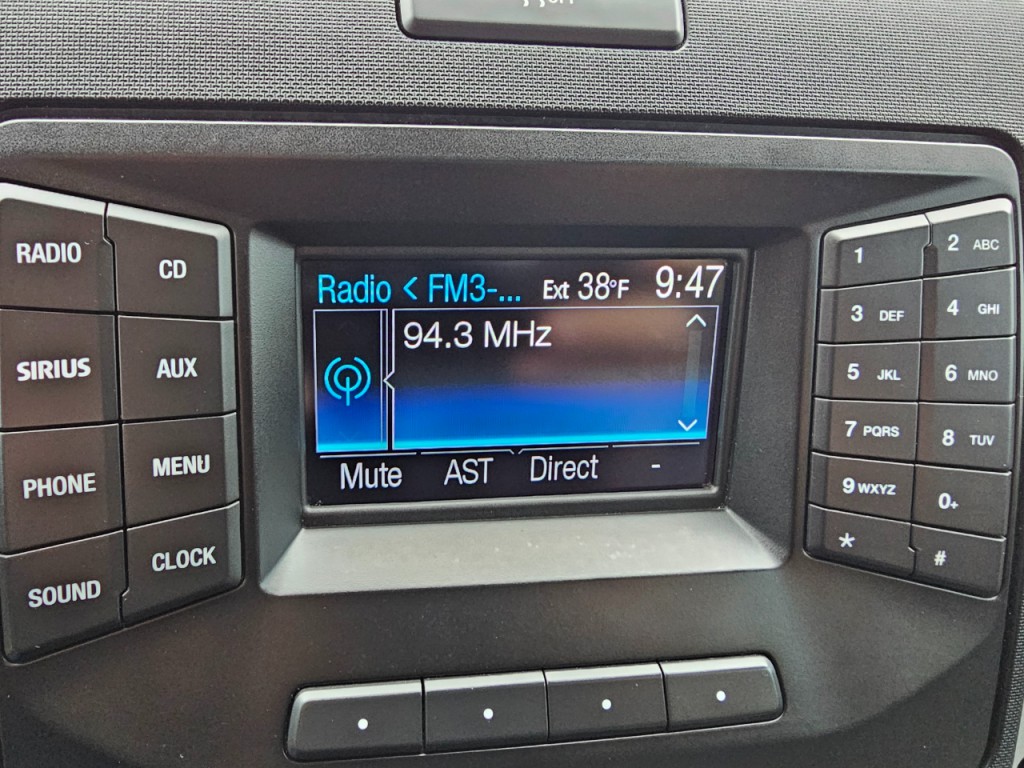 RADIO
CD
SIRIUS
AUX
PHONE
MENU
SOUND
CLOCK
Radio < FM3-... Ext 38°F 9:47
94.3 MHz
Mute AST Direct -
1
2 ABC
3 DEF
4 GHI
5 JKL
6 MNO
7 PQRS
8 TUV
9 WXYZ
0+
*
#